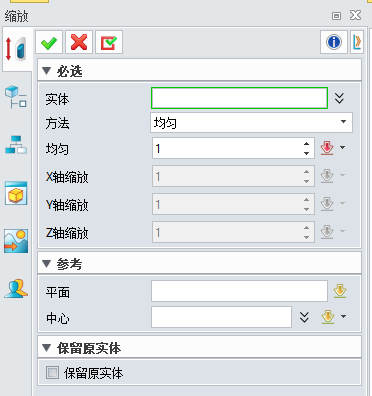 缩放
必选
实体
方法 均匀
均匀 1
X轴缩放 1
Y轴缩放 1
Z轴缩放 1
参考
平面
中心
保留原实体
保留原实体